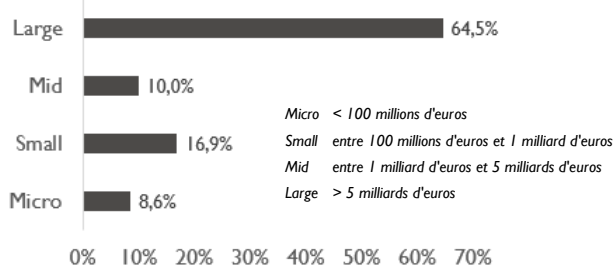 Large 64,5%
Mid 10,0%
Small 16,9%
Micro 8,6%
Micro < 100 millions d'euros
Small entre 100 millions d'euros et 1 milliard d'euros
Mid entre 1 milliard d'euros et 5 milliards d'euros
Large > 5 milliards d'euros
0% 10% 20% 30% 40% 50% 60% 70%